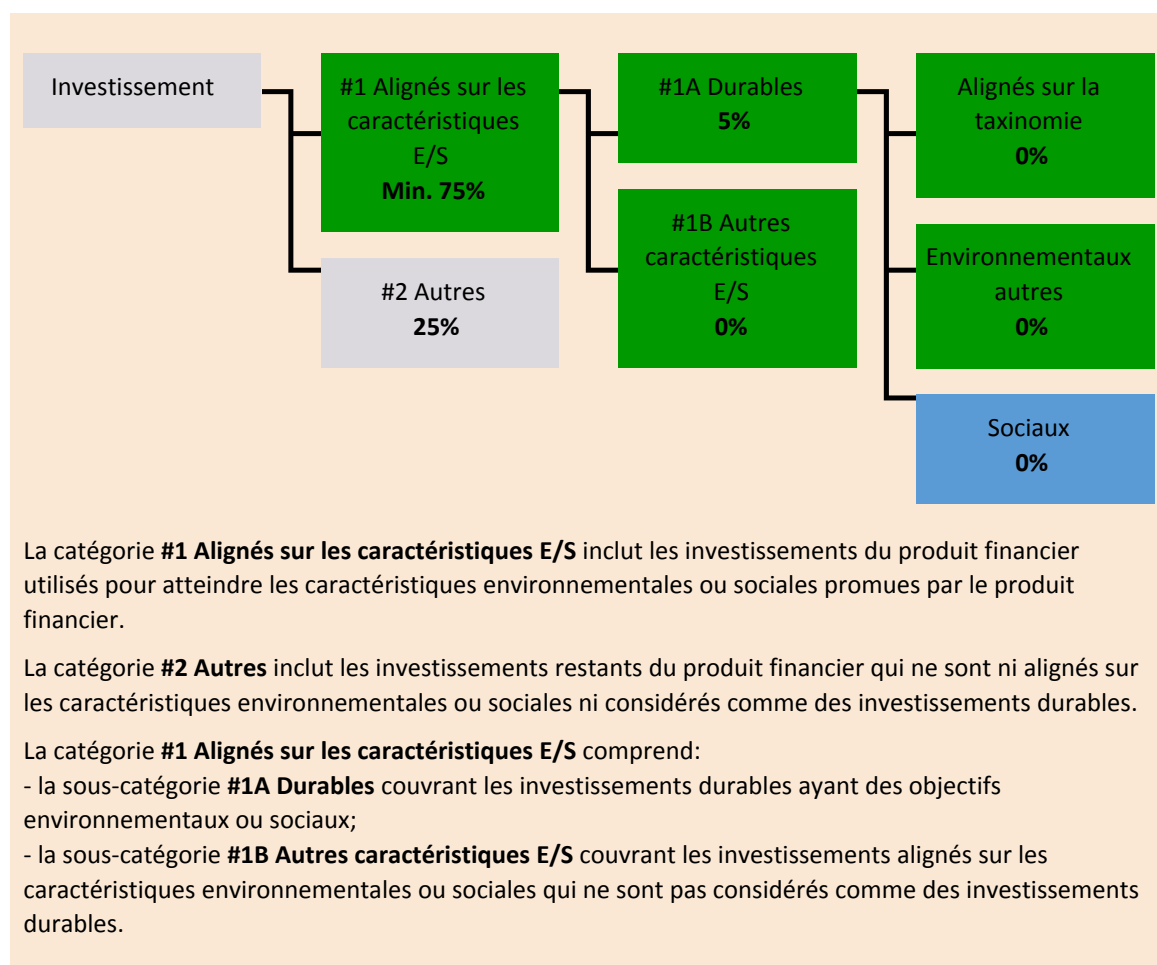 Investissement
#1 Alignés sur les
caractéristiques
E/S
Min. 75%
#2 Autres
25%
#1A Durables
5%
#1B Autres
caractéristiques
E/S
0%
Alignés sur la
taxinomie
0%
Environnementaux
autres
0%
Sociaux
0%
La catégorie #1 Alignés sur les caractéristiques E/S inclut les investissements du produit financier
utilisés pour atteindre les caractéristiques environnementales ou sociales promues par le produit
financier.
La catégorie #2 Autres inclut les investissements restants du produit financier qui ne sont ni alignés sur
les caractéristiques environnementales ou sociales ni considérés comme des investissements durables.
La catégorie #1 Alignés sur les caractéristiques E/S comprend:
- la sous-catégorie #1A Durables couvrant les investissements durables ayant des objectifs
environnementaux ou sociaux;
- la sous-catégorie #1B Autres caractéristiques E/S couvrant les investissements alignés sur les
caractéristiques environnementales ou sociales qui ne sont pas considérés comme des investissements
durables.